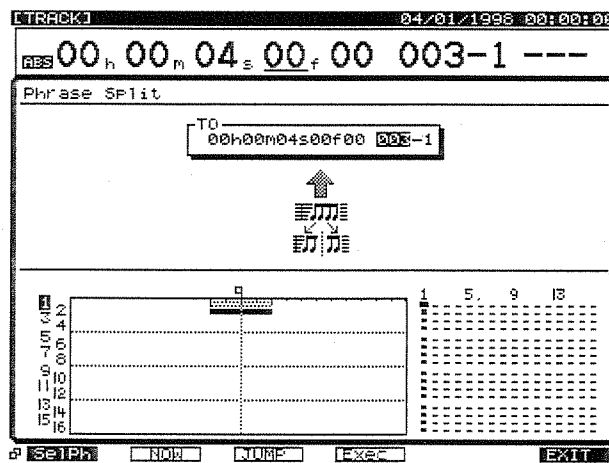 [TRACK] 04/01/1998 00:00:00
ABS 00h 00m 04s 00f 00 003-1 ---
Phrase Split
TO
00h00m04s00f00 003-1
1 5. 9 13
1
2
3
4
5
6
7
8
9
10
11
12
13
14
15
16
SelPh NOW JUMP Exec EXIT